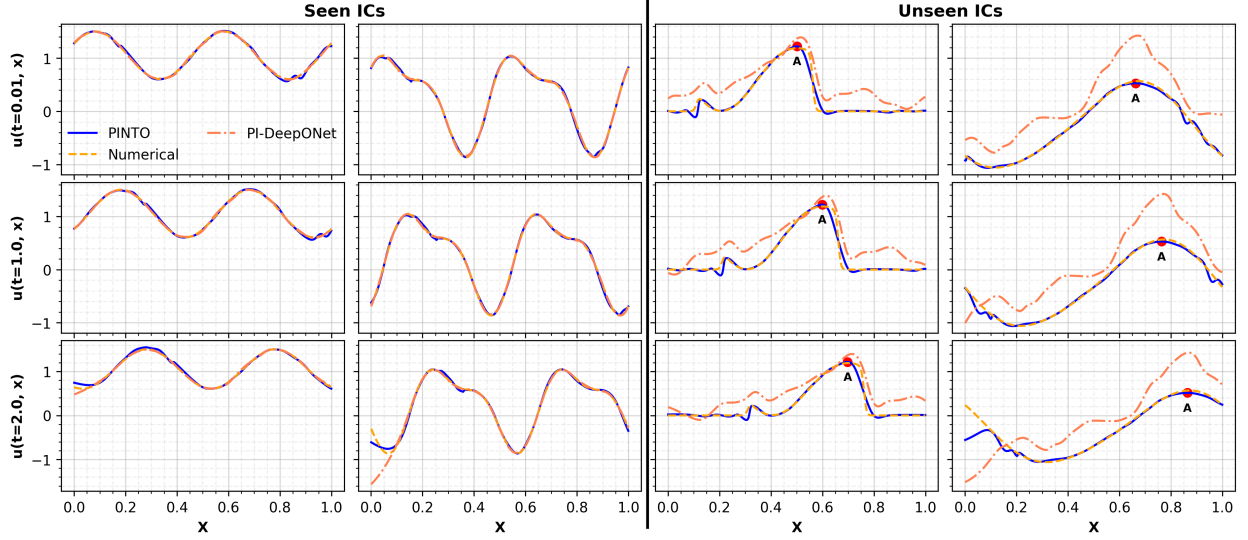 Seen ICs
Unseen ICs
u(t=0.01, x)
1
0
−1
PINTO
Numerical
PI-DeepONet
A
A
u(t=1.0, x)
1
0
−1
A
A
u(t=2.0, x)
1
0
−1
A
A
0.0 0.2 0.4 0.6 0.8 1.0
0.0 0.2 0.4 0.6 0.8 1.0
0.0 0.2 0.4 0.6 0.8 1.0
0.0 0.2 0.4 0.6 0.8 1.0
X
X
X
X